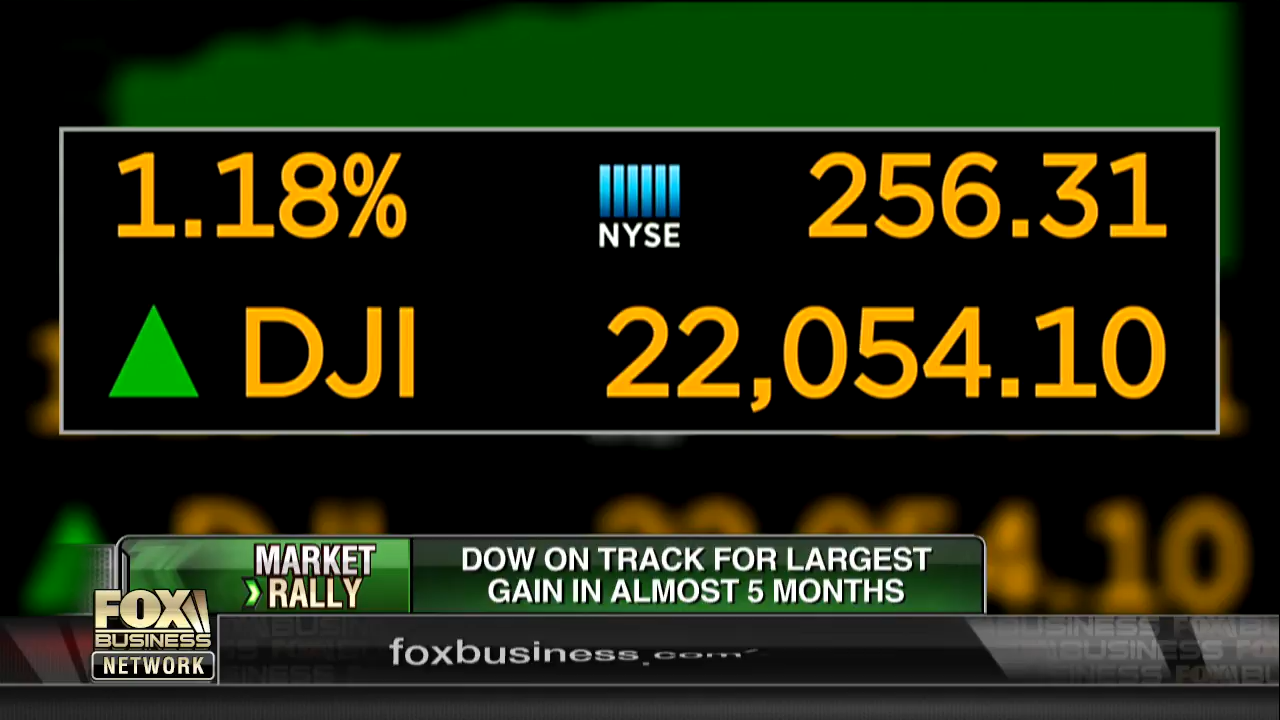 1.18%
NYSE
256.31
DJI
22,054.10
MARKET
RALLY
DOW ON TRACK FOR LARGEST
GAIN IN ALMOST 5 MONTHS
FOX
BUSINESS
NETWORK
foxbusiness.com